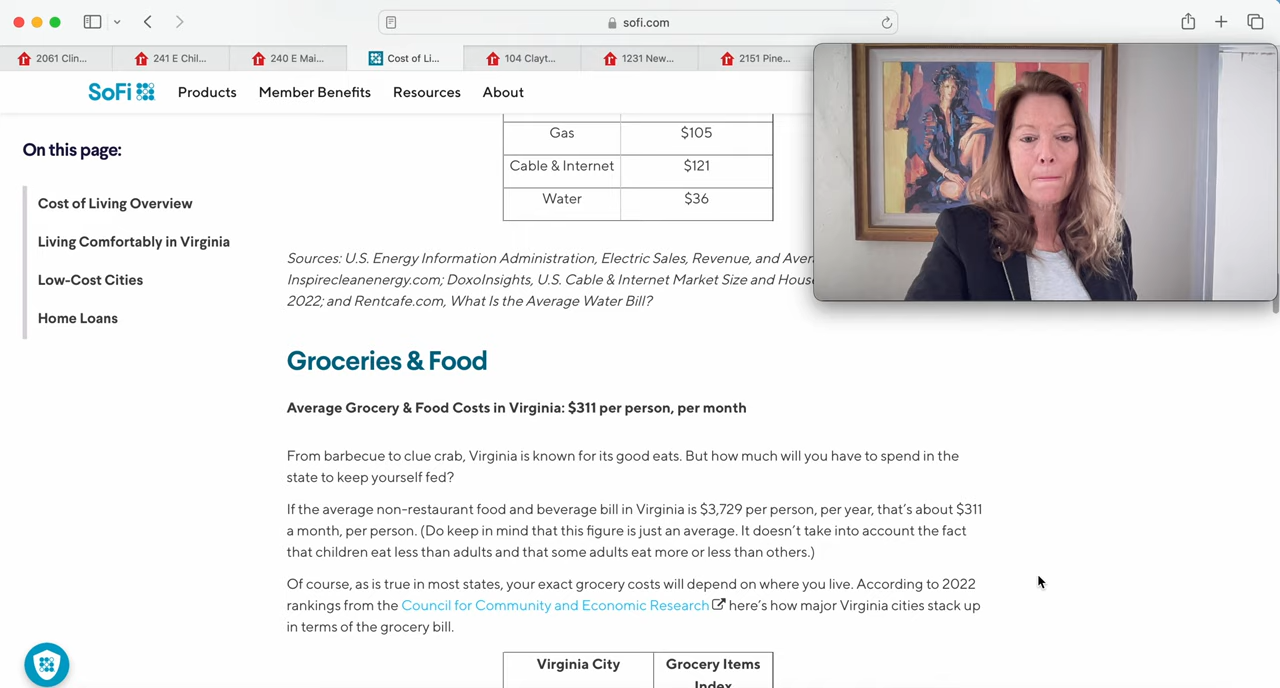 sofi.com
2061 Clin...
241 E Chil...
240 E Mai...
Cost of Li...
104 Clayt...
1231 New...
2151 Pine...
SoFi
Products
Member Benefits
Resources
About
On this page:
Cost of Living Overview
Living Comfortably in Virginia
Low-Cost Cities
Home Loans
Gas $105
Cable & Internet $121
Water $36
Sources: U.S. Energy Information Administration, Electric Sales, Revenue, and Aver
Inspirecleanenergy.com; DoxoInsights, U.S. Cable & Internet Market Size and House
2022; and Rentcafe.com, What Is the Average Water Bill?
Groceries & Food
Average Grocery & Food Costs in Virginia: $311 per person, per month
From barbecue to clue crab, Virginia is known for its good eats. But how much will you have to spend in the
state to keep yourself fed?
If the average non-restaurant food and beverage bill in Virginia is $3,729 per person, per year, that's about $311
a month, per person. (Do keep in mind that this figure is just an average. It doesn't take into account the fact
that children eat less than adults and that some adults eat more or less than others.)
Of course, as is true in most states, your exact grocery costs will depend on where you live. According to 2022
rankings from the Council for Community and Economic Research here's how major Virginia cities stack up
in terms of the grocery bill.
Virginia City Grocery Items
Index